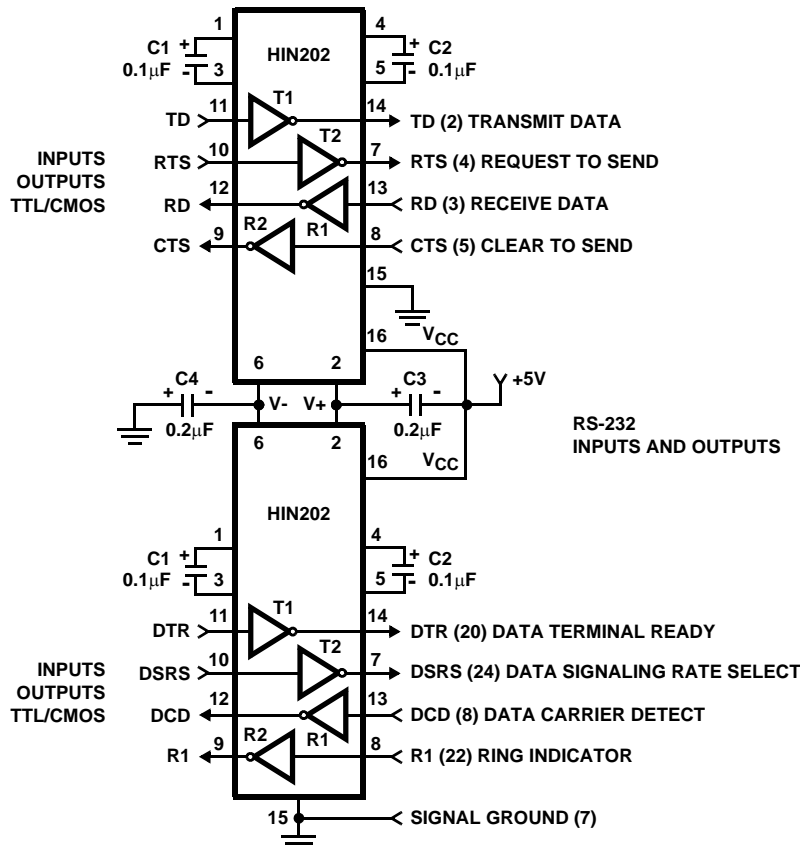 1 4
C1 + HIN202 + C2
0.1μF - 3 5 - 0.1μF
11 T1 14
TD TD (2) TRANSMIT DATA
10 T2 7
INPUTS RTS RTS (4) REQUEST TO SEND
OUTPUTS 12 13
TTL/CMOS RD RD (3) RECEIVE DATA
9 R2 R1 8
CTS CTS (5) CLEAR TO SEND
15
16 VCC
6 2
C4 C3 +5V
+ - V- V+ + -
0.2μF 0.2μF RS-232
6 2 INPUTS AND OUTPUTS
16 VCC
HIN202
1 4
C1 + + C2
0.1μF - 3 5 - 0.1μF
11 T1 14
DTR DTR (20) DATA TERMINAL READY
10 T2 7
INPUTS DSRS DSRS (24) DATA SIGNALING RATE SELECT
OUTPUTS 12 13
TTL/CMOS DCD DCD (8) DATA CARRIER DETECT
9 R2 R1 8
R1 R1 (22) RING INDICATOR
15 SIGNAL GROUND (7)